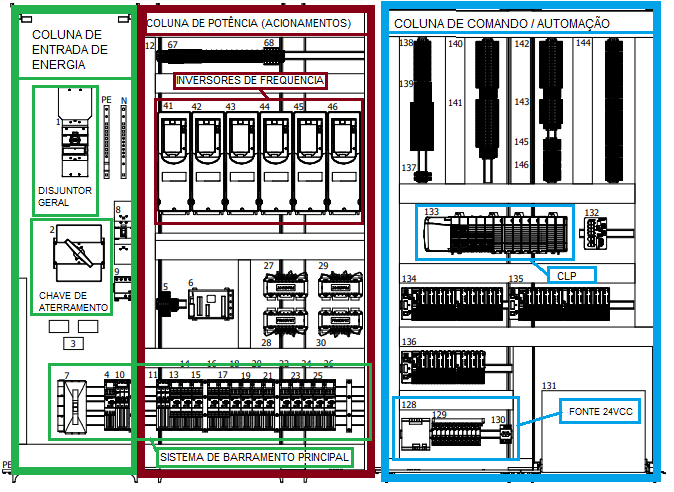 COLUNA DE
ENTRADA DE
ENERGIA
PE N
1
DISJUNTOR
GERAL
2
8
9
CHAVE DE
ATERRAMENTO
3
7
4 10
PE
COLUNA DE POTÊNCIA (ACIONAMENTOS)
12 67 68
INVERSORES DE FREQUENCIA
41 42 43 44 45 46
5 6 27 29
28 30
14 16 18 20 22 24 26
11 13 15 17 19 21 23 25
SISTEMA DE BARRAMENTO PRINCIPAL
COLUNA DE COMANDO / AUTOMAÇÃO
138 140 142 144
139 141 143
145
137 146
133 132
CLP
134 135
136
128 129 130 131
FONTE 24VCC
PE